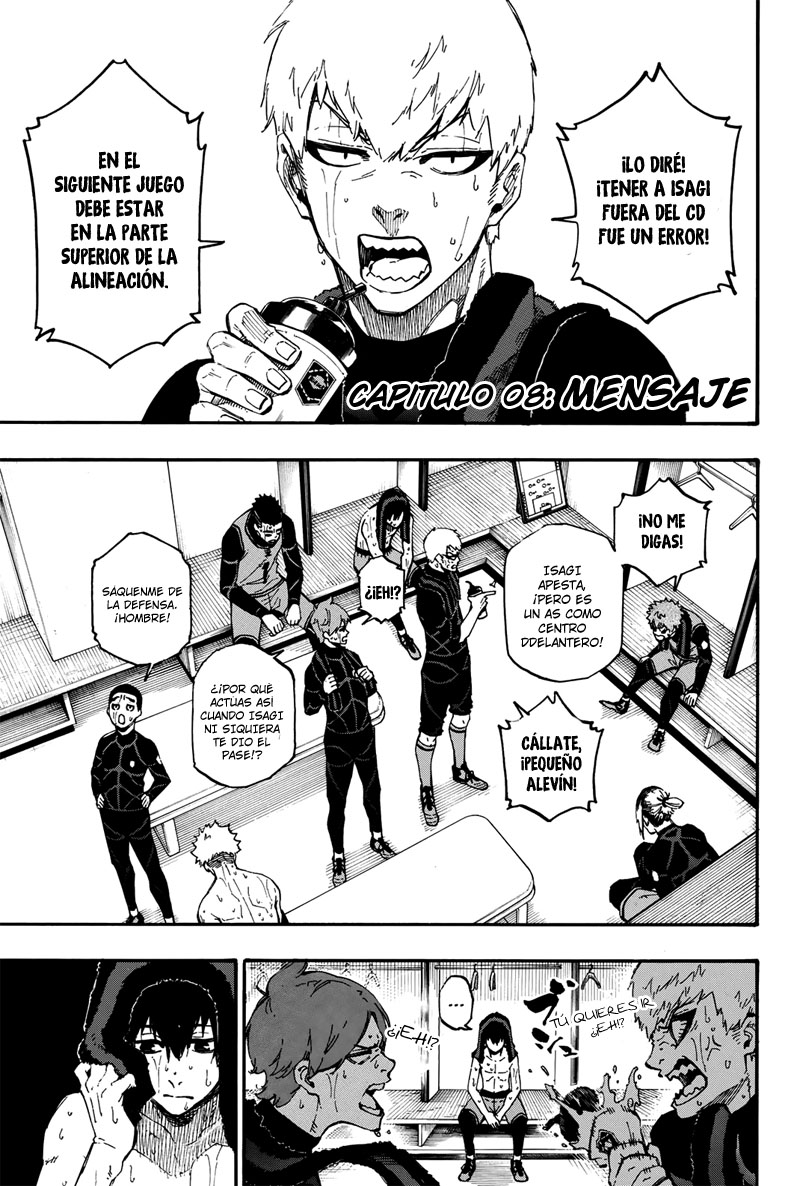 ¡LO DIRÉ!
¡TENER A ISAGI
FUERA DEL CD
FUE UN ERROR!
EN EL
SIGUIENTE JUEGO
DEBE ESTAR
EN LA PARTE
SUPERIOR DE LA
ALINEACIÓN.
CAPITULO 08: MENSAJE
¡NO ME
DIGAS!
ISAGI
APESTA,
¡PERO ES
UN AS COMO
CENTRO
DDELANTERO!
CÁLLATE,
¡PEQUEÑO
ALEVÍN!
¿¡EH!?
SÁQUENME DE
LA DEFENSA.
¡HOMBRE!
¿¡POR QUÉ
ACTUAS ASÍ
CUANDO ISAGI
NI SIQUIERA
TE DIO EL
PASE!?
TÚ QUIERES IR
¿EH!?
...
¿¡EH!?